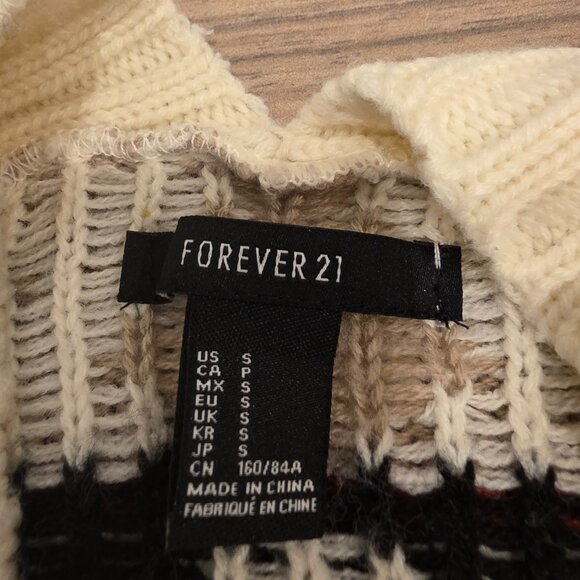 FOREVER 21
US S
CA P
MX S
EU S
UK S
KR S
JP S
CN 160/84A
MADE IN CHINA
FABRIQUÉ EN CHINE